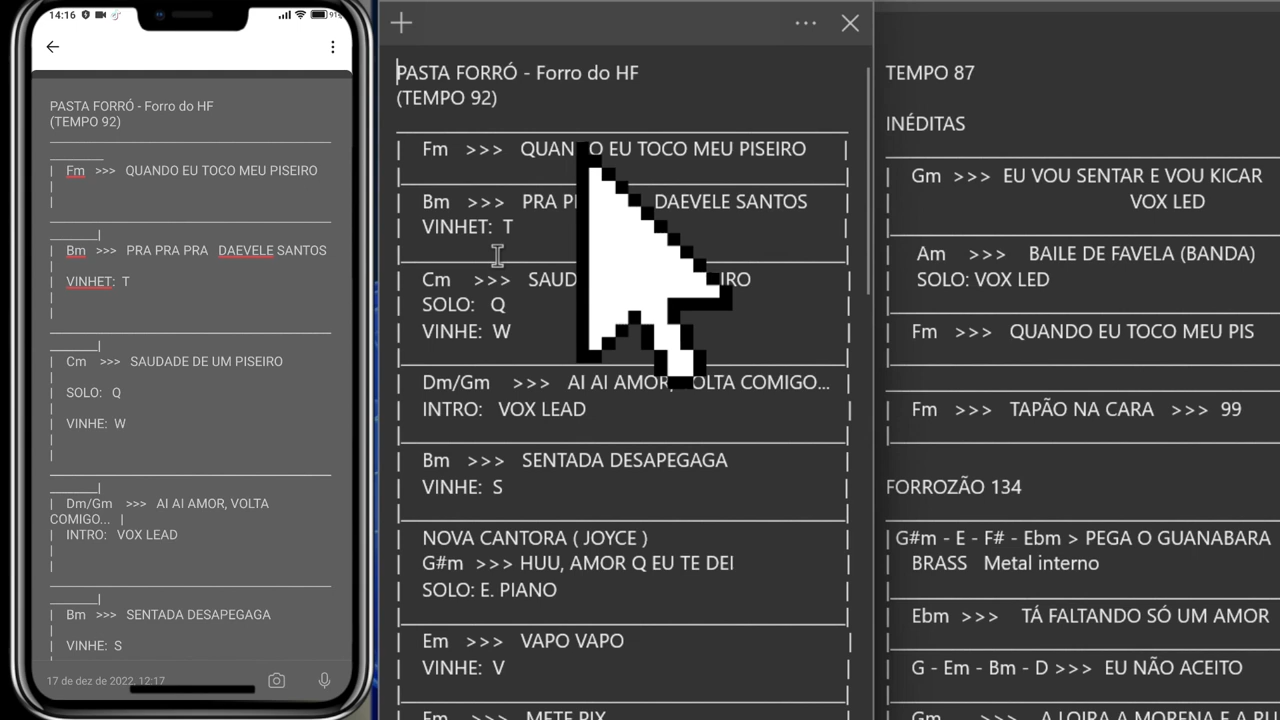 14:16
91%
PASTA FORRÓ - Forro do HF
(TEMPO 92)
| Fm >>> QUANDO EU TOCO MEU PISEIRO
| Bm >>> PRA PRA PRA DAEVELE SANTOS
VINHET: T
| Cm >>> SAUDADE DE UM PISEIRO
SOLO: Q
VINHE: W
| Dm/Gm >>> AI AI AMOR, VOLTA
COMIGO... |
| INTRO: VOX LEAD
| Bm >>> SENTADA DESAPEGAGA
VINHE: S
17 de dez de 2022, 12:17
PASTA FORRÓ - Forro do HF
(TEMPO 92)
| Fm >>> EU TOCO MEU PISEIRO |
| Bm >>> PRA DAEVELE SANTOS |
VINHET: T
| Cm >>>
SOLO: Q
VINHE: W
| Dm/Gm >>> AI AI AMOR, COMIGO... |
INTRO: VOX LEAD
| Bm >>> SENTADA DESAPEGAGA |
VINHE: S
NOVA CANTORA ( JOYCE )
G#m >>> HUU, AMOR Q EU TE DEI
SOLO: E. PIANO
| Em >>> VAPO VAPO |
VINHE: V
Fm >>> METE PIX
TEMPO 87
INÉDITAS
| Gm >>> EU VOU SENTAR E VOU KICAR
VOX LED
| Am >>> BAILE DE FAVELA (BANDA)
SOLO: VOX LED
| Fm >>> QUANDO EU TOCO MEU PIS
| Fm >>> TAPÃO NA CARA >>> 99
FORROZÃO 134
|G#m - E - F# - Ebm > PEGA O GUANABARA
BRASS Metal interno
| Ebm >>> TÁ FALTANDO SÓ UM AMOR
| G - Em - Bm - D >>> EU NÃO ACEITO
Gm >>> A LOIRA A MORENA E A